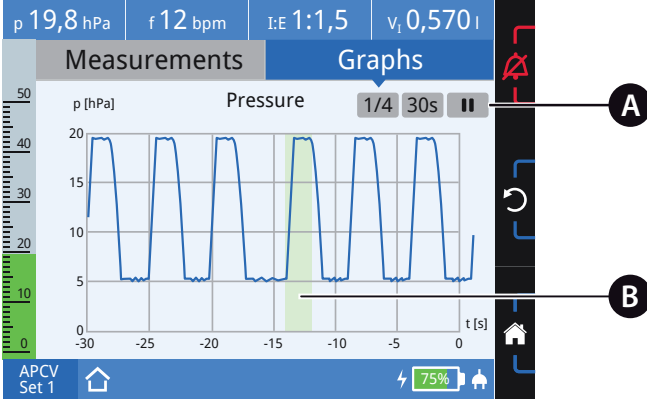 p 19,8 hPa f 12 bpm I:E 1:1,5 VI 0,570 l
Measurements Graphs
p [hPa] Pressure 1/4 30s
A
50
40
30
20
10
0
20
15
10
5
0
B
t [s]
-30 -25 -20 -15 -10 -5 0
APCV
Set 1
75%